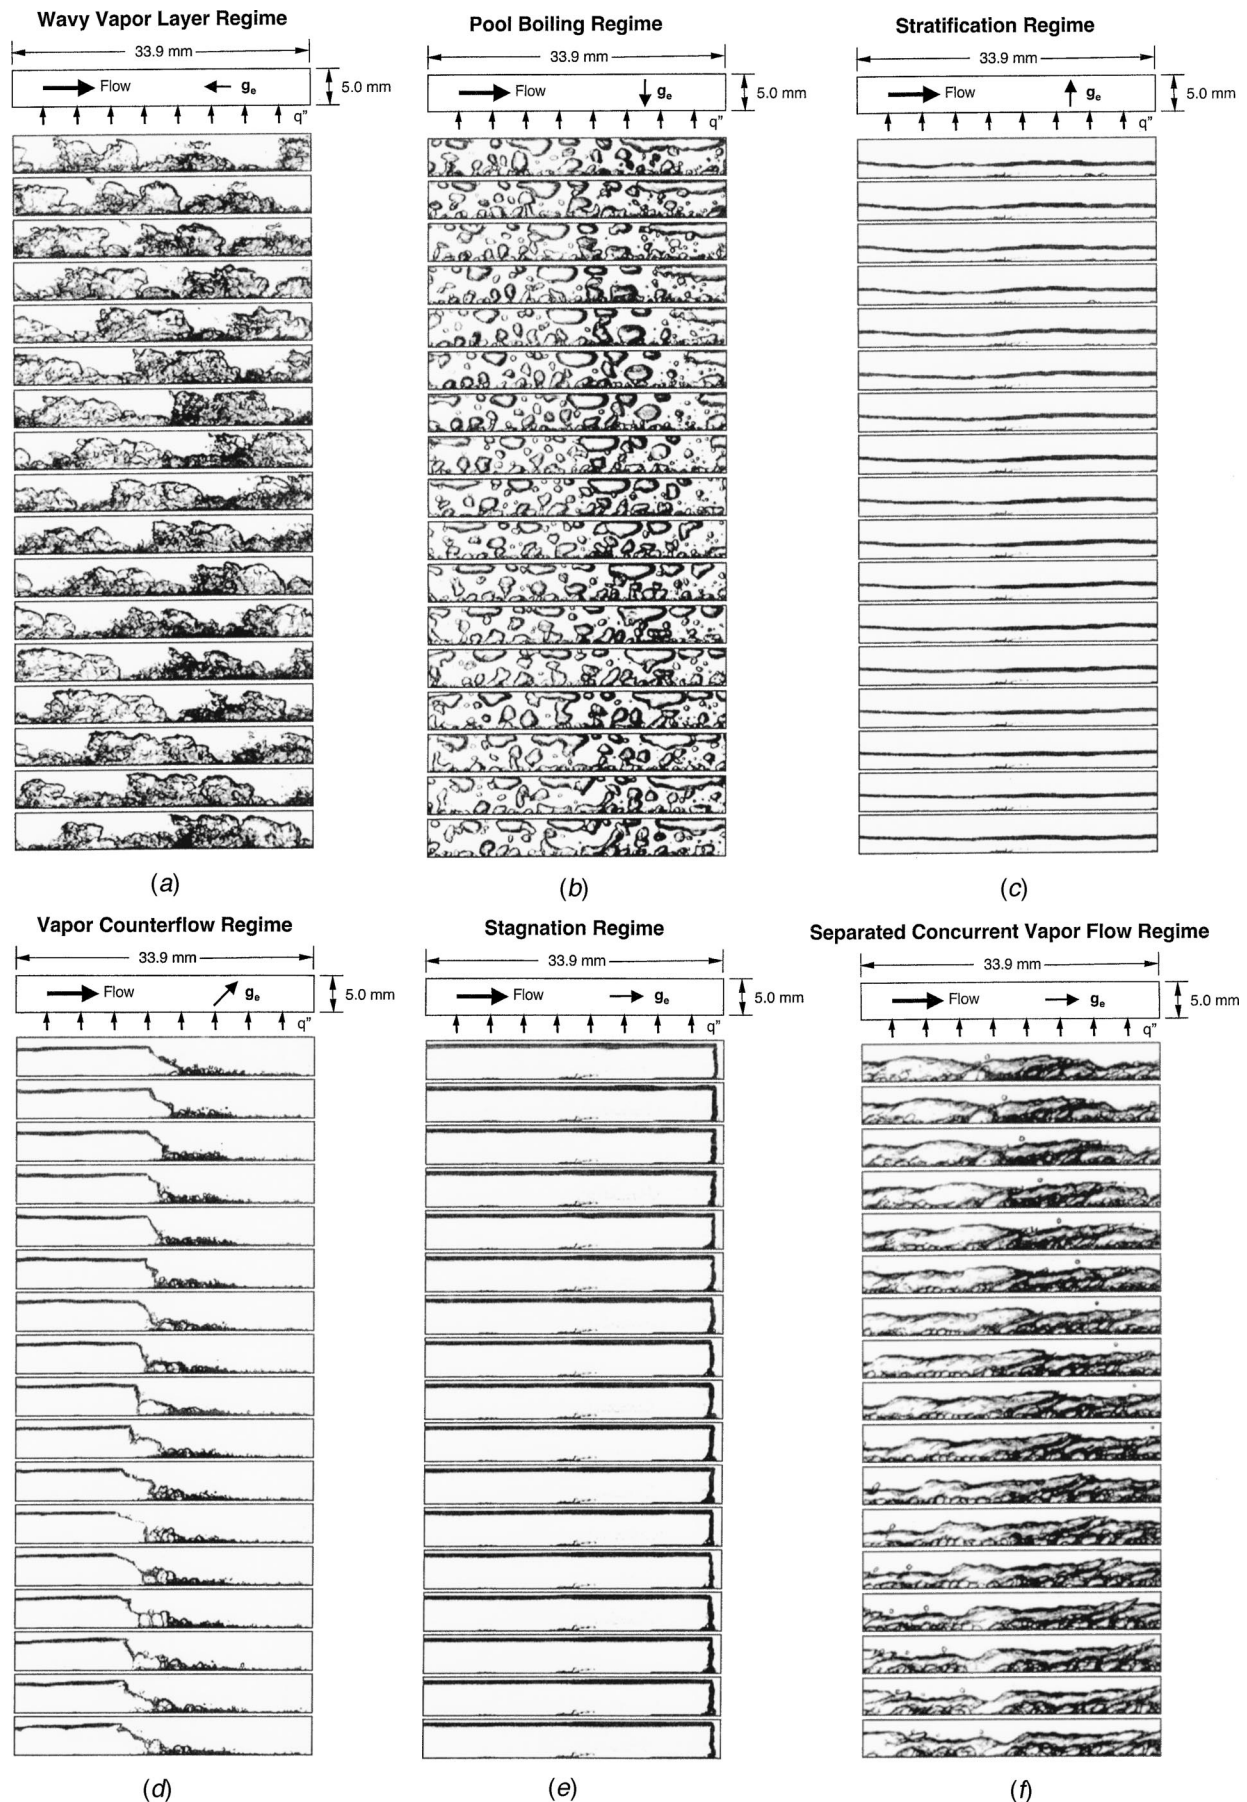 Wavy Vapor Layer Regime
33.9 mm
Flow
gₑ
5.0 mm
q”
(a)
Pool Boiling Regime
33.9 mm
Flow
gₑ
5.0 mm
q”
(b)
Stratification Regime
33.9 mm
Flow
gₑ
5.0 mm
q”
(c)
Vapor Counterflow Regime
33.9 mm
Flow
gₑ
5.0 mm
q”
(d)
Stagnation Regime
33.9 mm
Flow
gₑ
5.0 mm
q”
(e)
Separated Concurrent Vapor Flow Regime
33.9 mm
Flow
gₑ
5.0 mm
q”
(f)